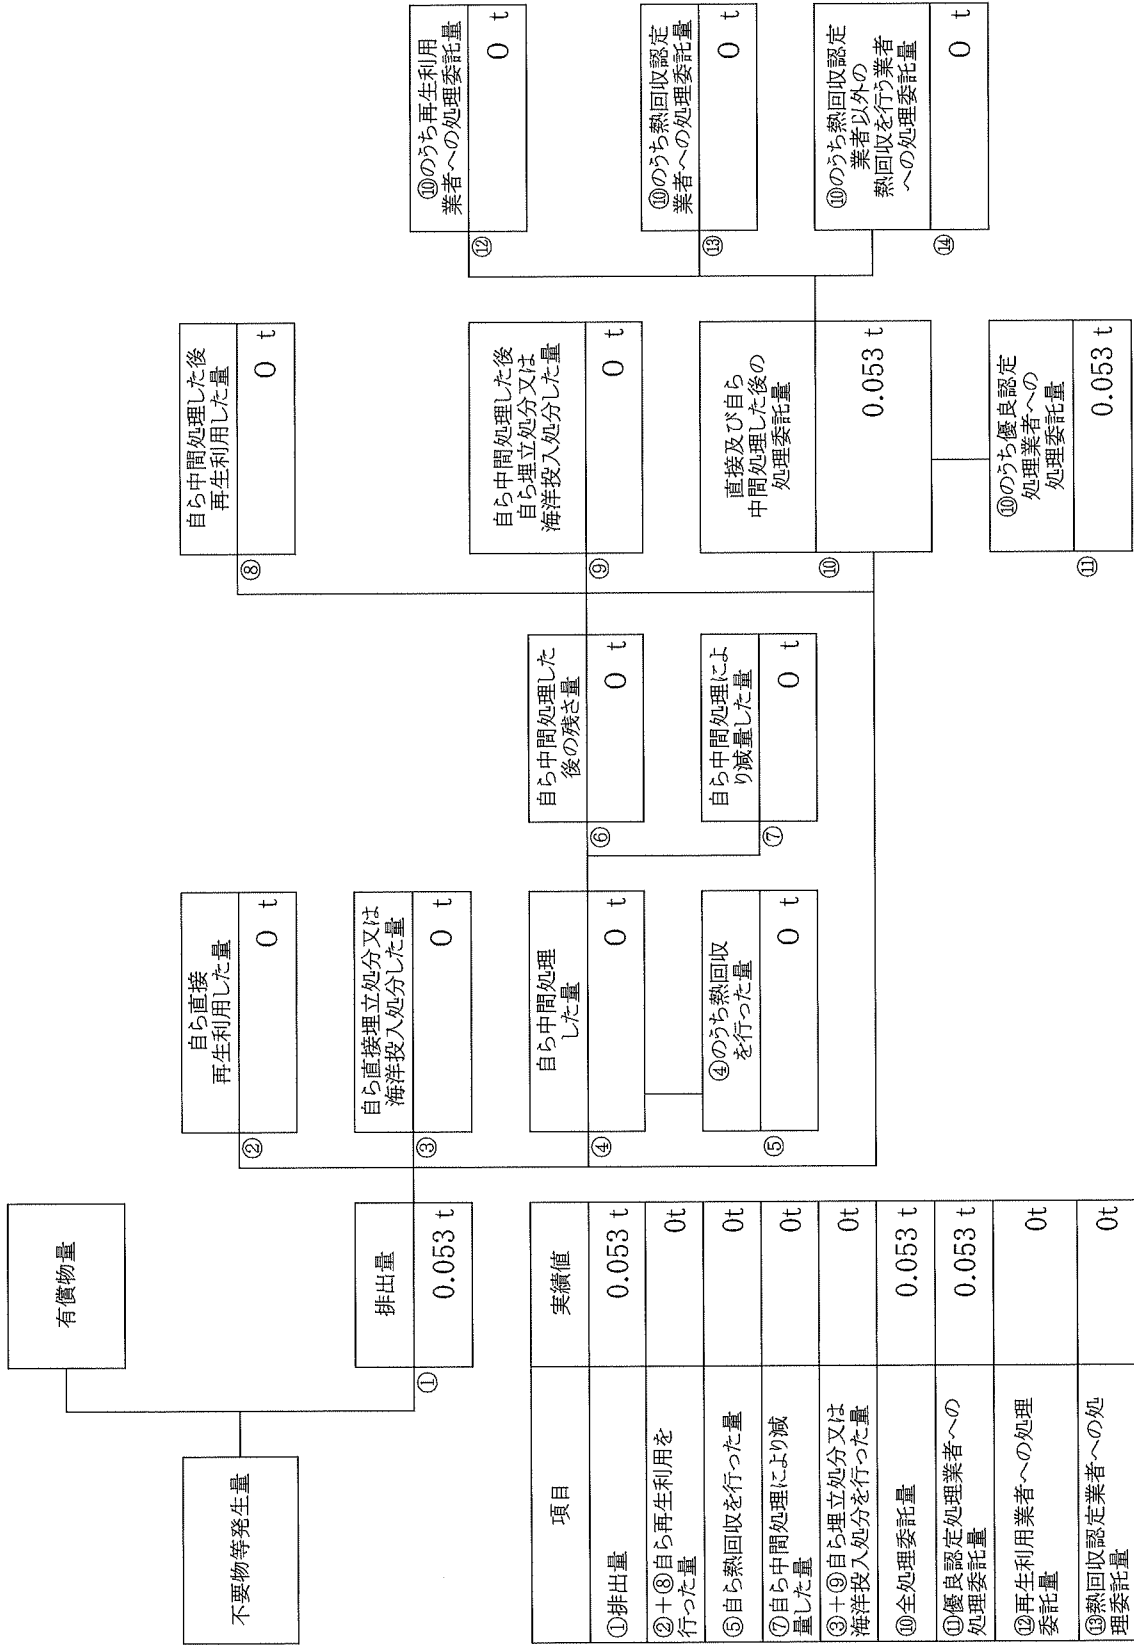 不要物等発生量
有償物量
①
排出量
0.053 t
②
自ら直接
再生利用した量
0 t
③
自ら直接埋立処分又は
海洋投入処分した量
0 t
④
自ら中間処理
した量
0 t
⑤
④のうち熱回収
を行った量
0 t
⑥
自ら中間処理した
後の残さ量
0 t
⑦
自ら中間処理によ
り減量した量
0 t
⑧
自ら中間処理した後
再生利用した量
0 t
⑨
自ら中間処理した後
自ら埋立処分又は
海洋投入処分した量
0 t
⑩
直接及び自ら
中間処理した後の
処理委託量
0.053 t
⑪
⑩のうち優良認定
処理業者への
処理委託量
0.053 t
⑫
⑩のうち再生利用
業者への処理委託量
0 t
⑬
⑩のうち熱回収認定
業者への処理委託量
0 t
⑭
⑩のうち熱回収認定
業者以外の
熱回収を行う業者
への処理委託量
0 t
項目
実績値
①排出量
0.053 t
②＋⑧自ら再生利用を
行った量
0t
⑤自ら熱回収を行った量
0t
⑦自ら中間処理により減
量した量
0t
③＋⑨自ら埋立処分又は
海洋投入処分を行った量
0t
⑩全処理委託量
0.053 t
⑪優良認定処理業者への
処理委託量
0.053 t
⑫再生利用業者への処理
委託量
0t
⑬熱回収認定業者への処
理委託量
0t